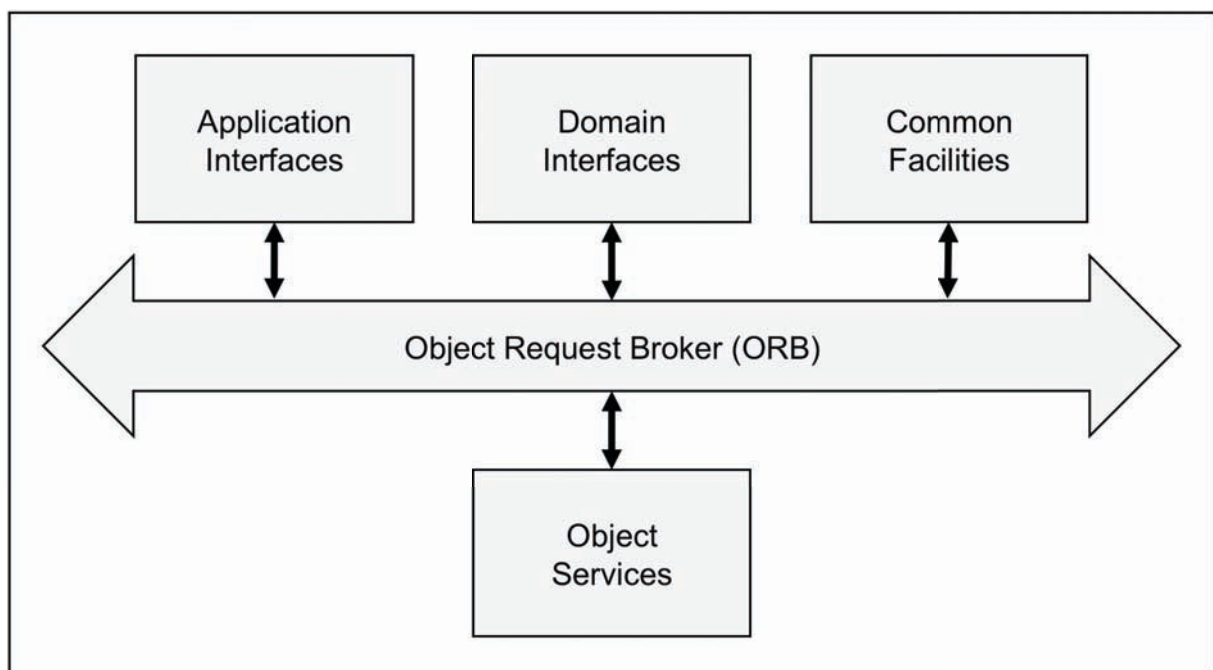 Application
Interfaces
Domain
Interfaces
Common
Facilities
Object Request Broker (ORB)
Object
Services